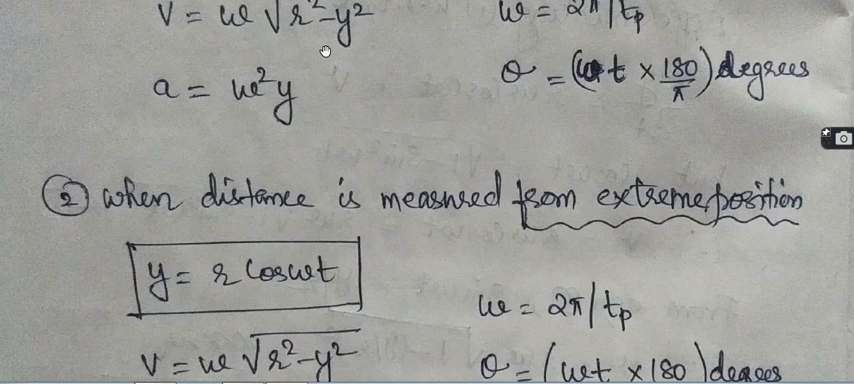 V = ω √r²-y²
ω = 2π/tp
a = ω²y
θ = (ωt × 180/π) degrees
② when distance is measured from extreme position
y = r Cosωt
ω = 2π/tp
V = ω √r²-y²
θ = (ωt × 180 ) degrees